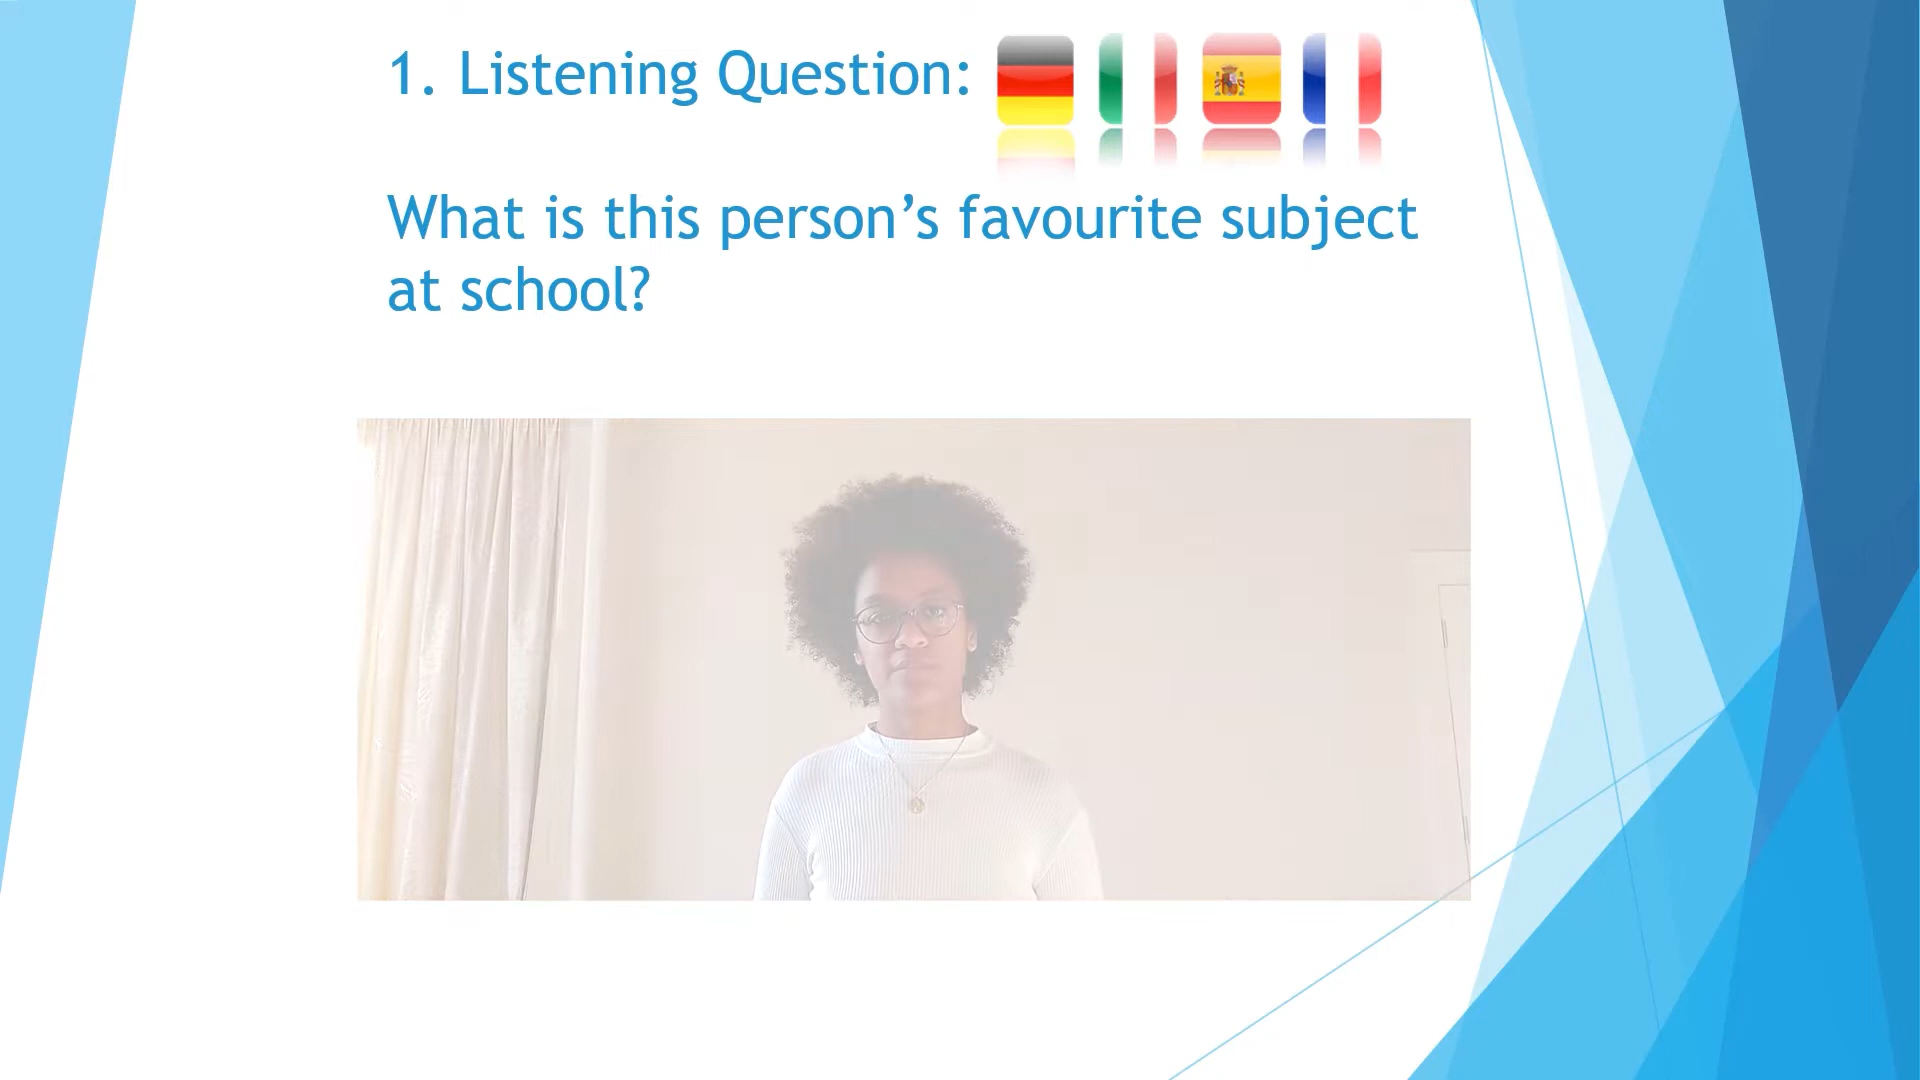 1. Listening Question:
What is this person’s favourite subject
at school?